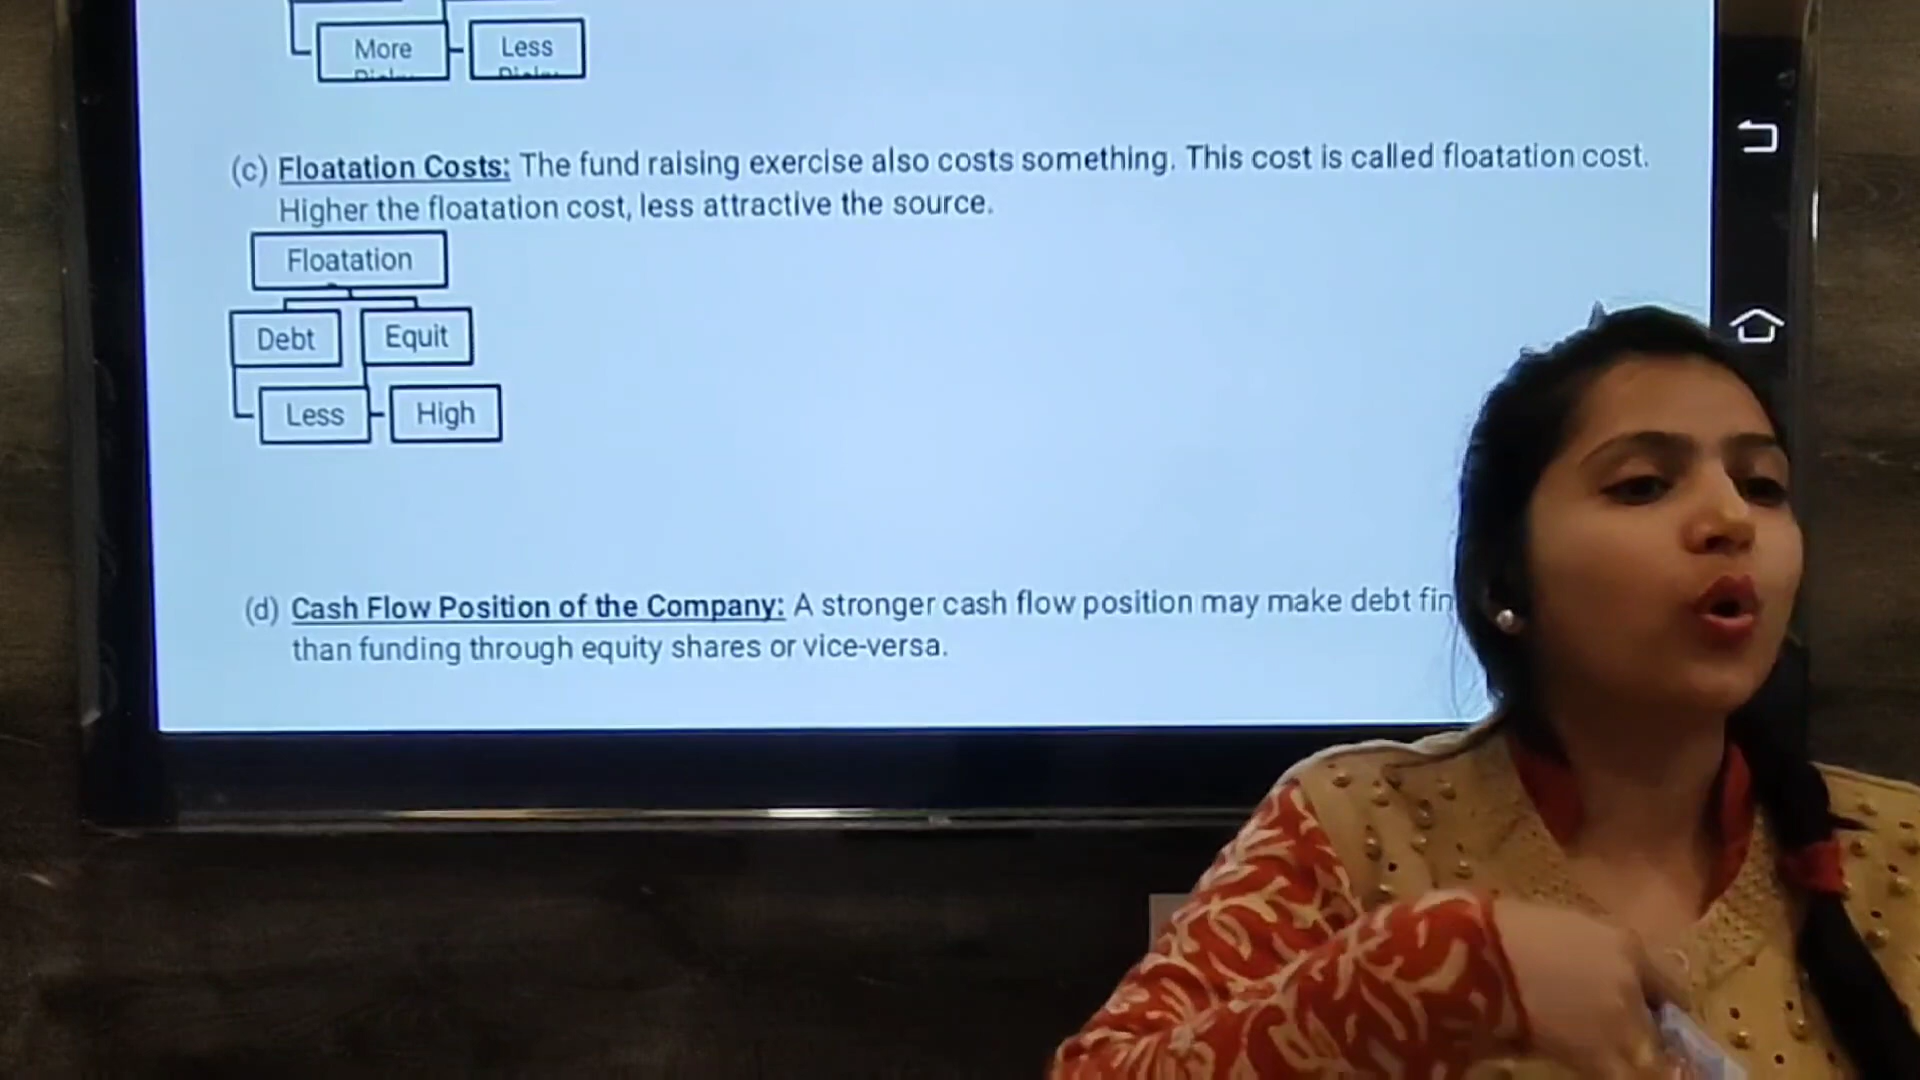 More Less
(c) Floatation Costs: The fund raising exercise also costs something. This cost is called floatation cost.
Higher the floatation cost, less attractive the source.
Floatation
Debt Equit
Less High
(d) Cash Flow Position of the Company: A stronger cash flow position may make debt fin
than funding through equity shares or vice-versa.